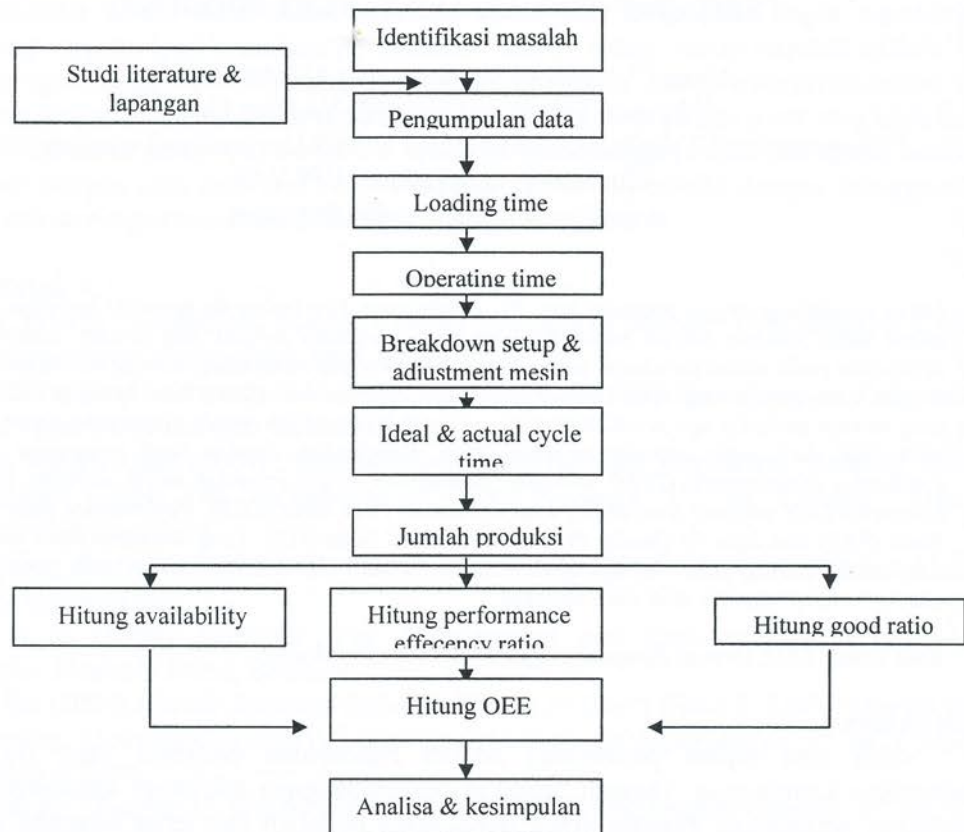 Identifikasi masalah
Studi literature &
lapangan
Pengumpulan data
Loading time
Operating time
Breakdown setup &
adjustment mesin
Ideal & actual cycle
time
Jumlah produksi
Hitung availability
Hitung performance
effecency ratio
Hitung good ratio
Hitung OEE
Analisa & kesimpulan